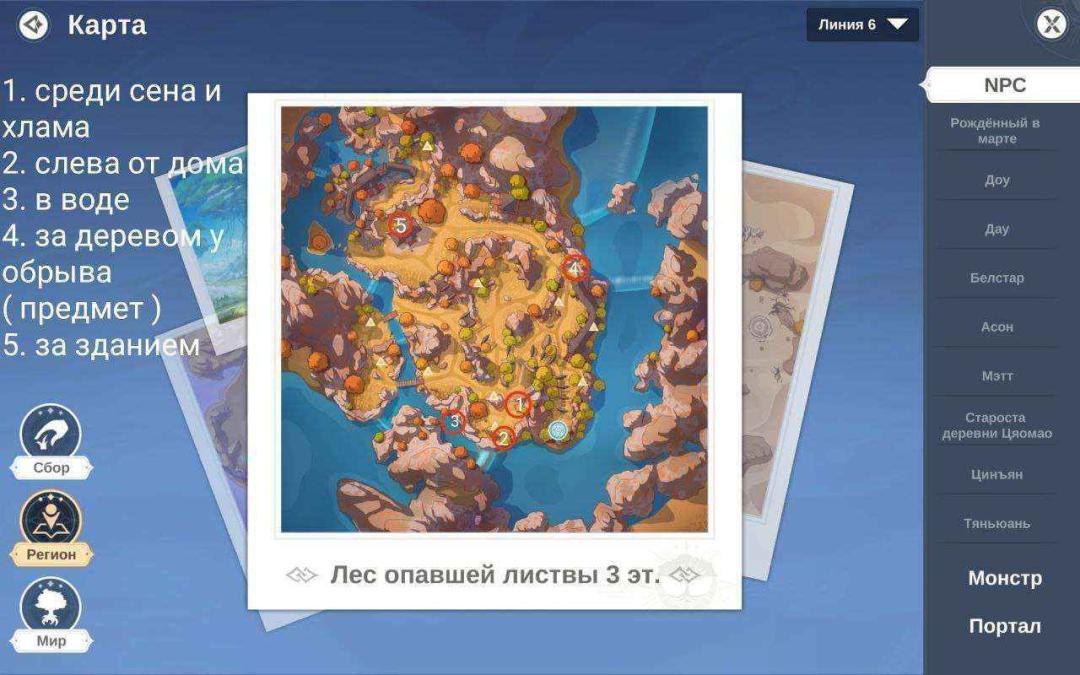 Карта
Линия 6
1. среди сена и
хлама
2. слева от дома
3. в воде
4. за деревом у
обрыва
( предмет )
5. за зданием
5
4
1
3
2
Сбор
Регион
Мир
Лес опавшей листвы 3 эт.
NPC
Рождённый в
марте
Доу
Дау
Белстар
Асон
Мэтт
Староста
деревни Цяомао
Цинъян
Тяньюань
Монстр
Портал